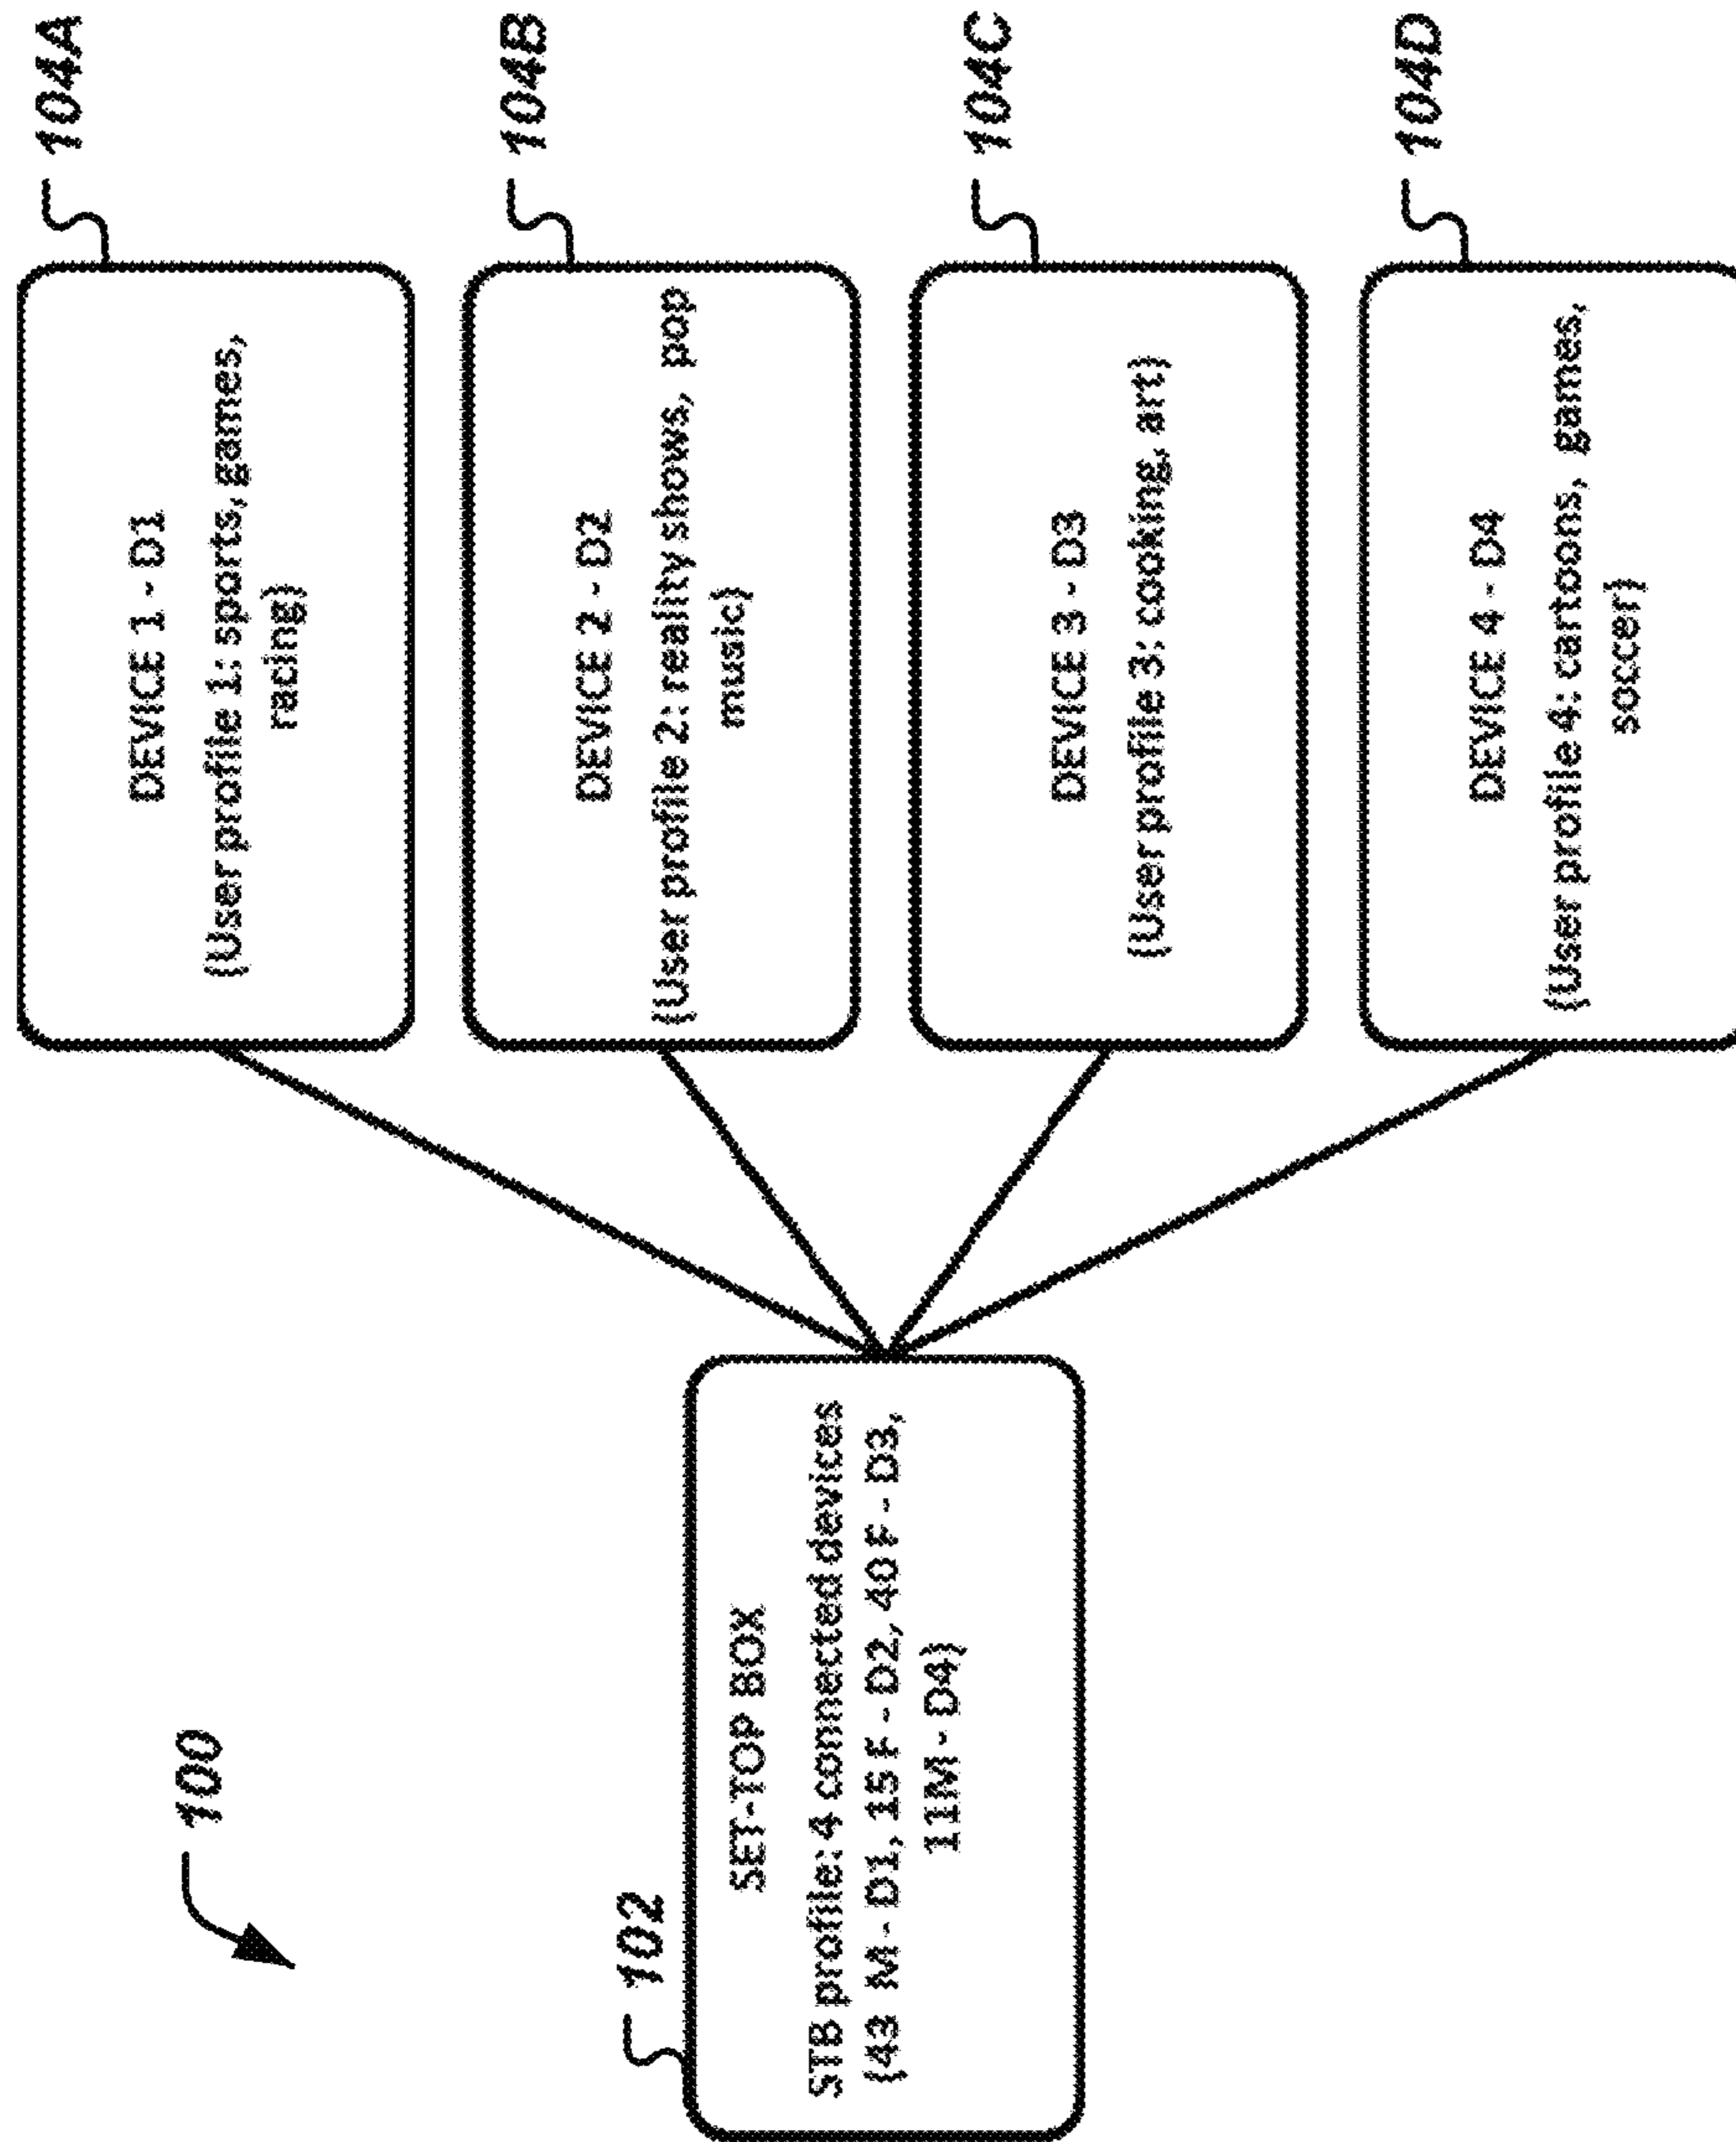 100
102
SET-TOP BOX
STB profile: 4 connected devices
(43 M - D1, 15 F - D2, 40 F - D3,
11M - D4)
DEVICE 1 - D1
(User profile 1: sports, games,
racing)
104A
DEVICE 2 - D2
(User profile 2: reality shows, pop
music)
104B
DEVICE 3 - D3
(User profile 3: cooking, art)
104C
DEVICE 4 - D4
(User profile 4: cartoons, games,
soccer)
104D